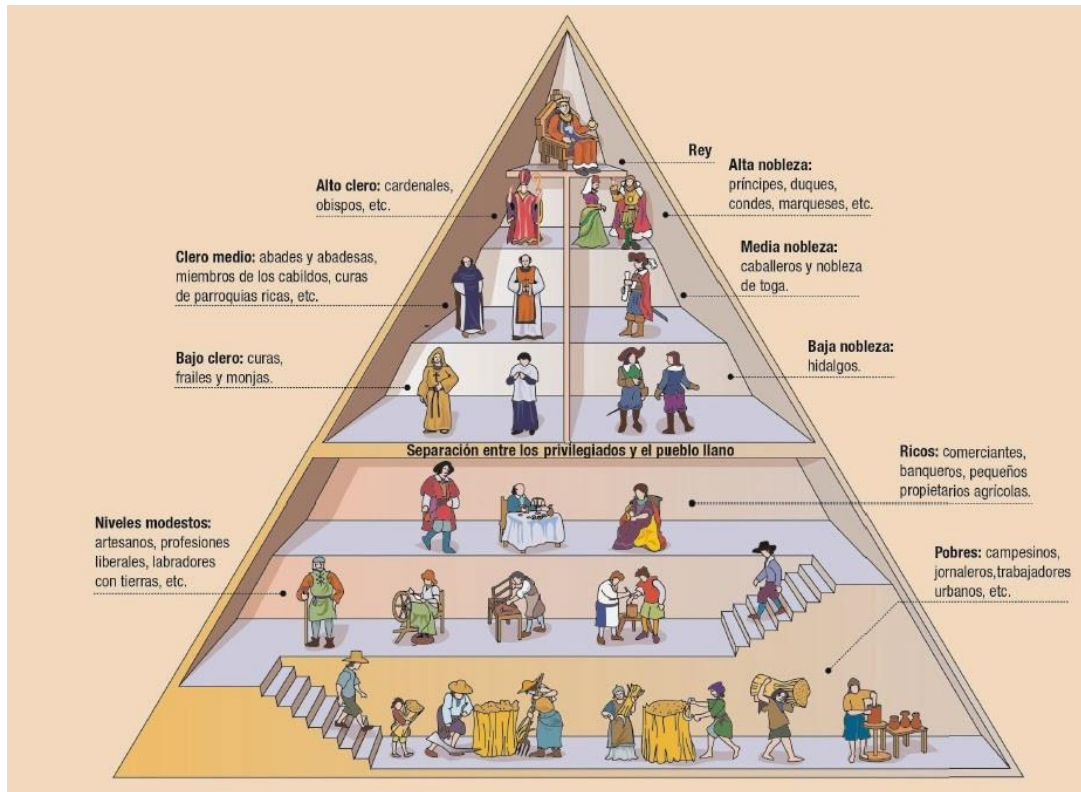 Rey
Alto clero: cardenales,
obispos, etc.
Alta nobleza:
príncipes, duques,
condes, marqueses, etc.
Clero medio: abades y abadesas,
miembros de los cabildos, curas
de parroquias ricas, etc.
Media nobleza:
caballeros y nobleza
de toga.
Bajo clero: curas,
frailes y monjas.
Baja nobleza:
hidalgos.
Separación entre los privilegiados y el pueblo llano
Ricos: comerciantes,
banqueros, pequeños
propietarios agrícolas.
Niveles modestos:
artesanos, profesiones
liberales, labradores
con tierras, etc.
Pobres: campesinos,
jornaleros,trabajadores
urbanos, etc.